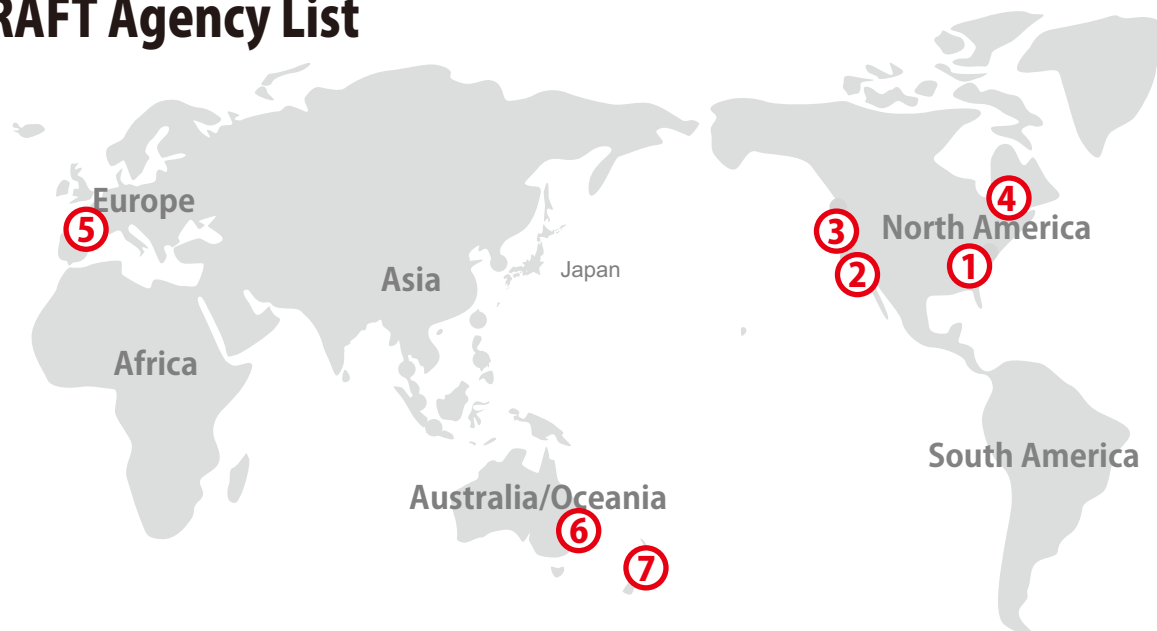 RAFT Agency List
4
Europe
5
3
North America
1
2
Asia
Japan
Africa
South America
Australia/Oceania
6
7